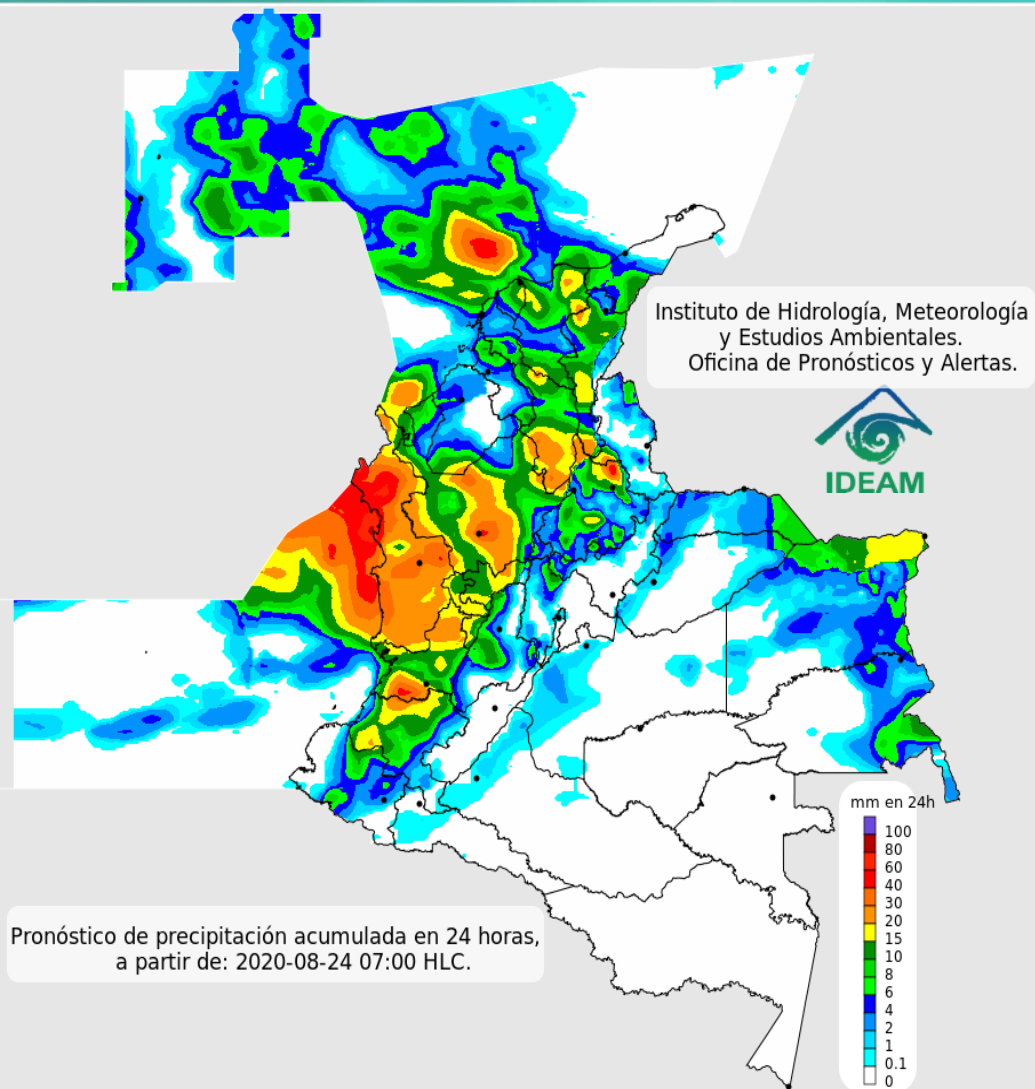 Instituto de Hidrología, Meteorología
y Estudios Ambientales.
Oficina de Pronósticos y Alertas.
IDEAM
mm en 24h
100
80
60
40
30
20
15
10
8
6
4
2
1
0.1
0
Pronóstico de precipitación acumulada en 24 horas,
a partir de: 2020-08-24 07:00 HLC.